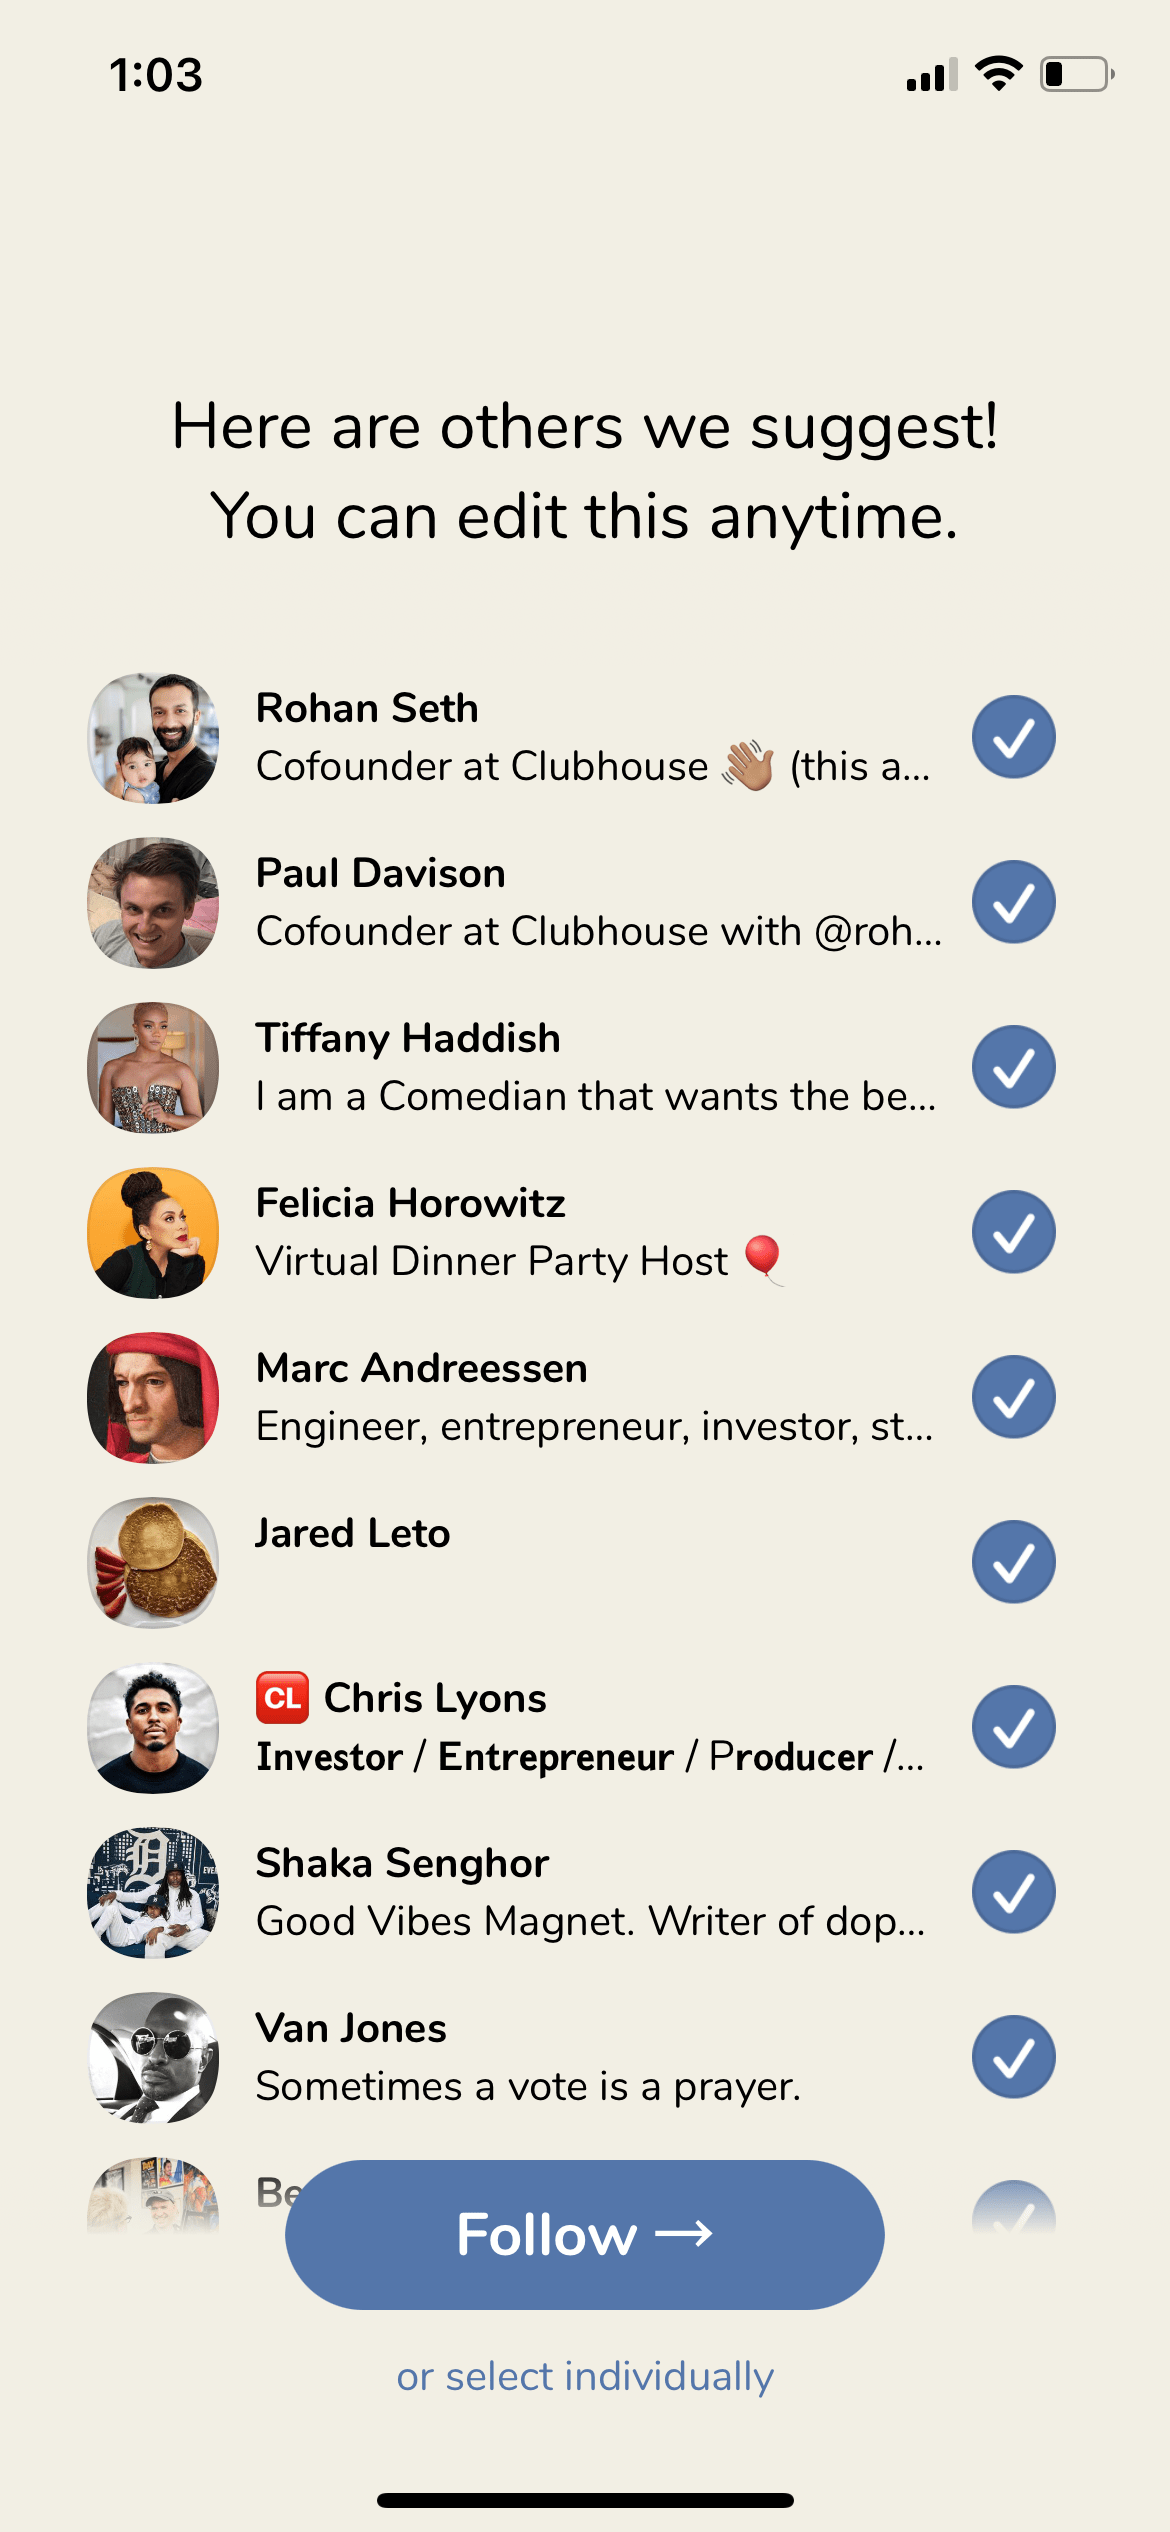 1:03
Here are others we suggest!
You can edit this anytime.
Rohan Seth
Cofounder at Clubhouse 👋🏽 (this a...
Paul Davison
Cofounder at Clubhouse with @roh...
Tiffany Haddish
I am a Comedian that wants the be...
Felicia Horowitz
Virtual Dinner Party Host 🎈
Marc Andreessen
Engineer, entrepreneur, investor, st...
Jared Leto
🆑 Chris Lyons
Investor / Entrepreneur / Producer /...
Shaka Senghor
Good Vibes Magnet. Writer of dop...
Van Jones
Sometimes a vote is a prayer.
Follow →
or select individually